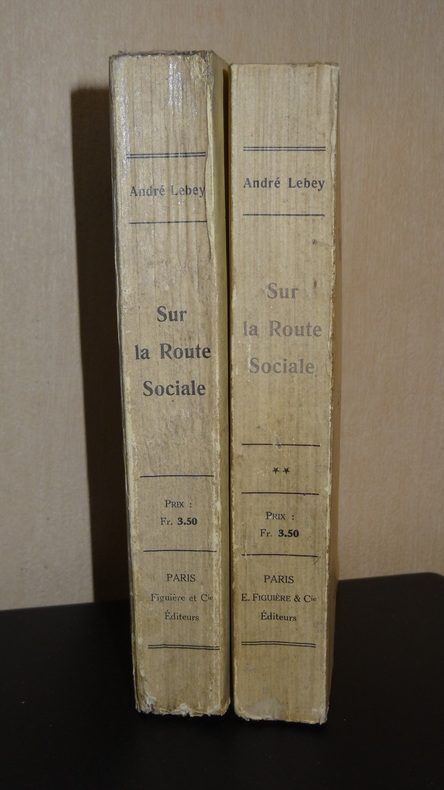 André Lebey
Sur
la Route
Sociale
PRIX :
Fr. 3.50
PARIS
Figuière et Cie
Éditeurs
André Lebey
Sur
la Route
Sociale
★★
PRIX :
Fr. 3.50
PARIS
E. FIGUIÈRE & Cie
Éditeurs